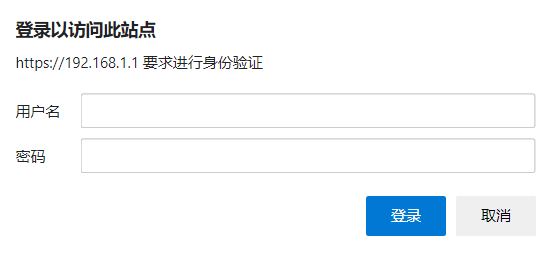 登录以访问此站点
https://192.168.1.1 要求进行身份验证
用户名
密码
登录 取消